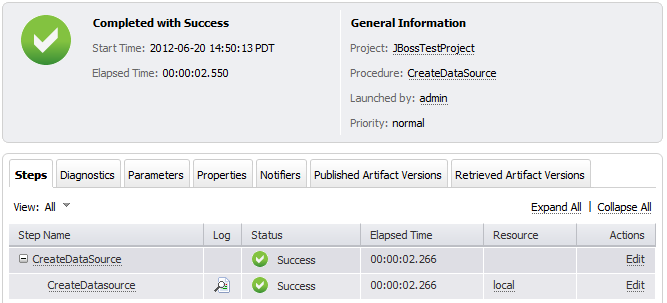 Completed with Success
Start Time: 2012-06-20 14:50:13 PDT
Elapsed Time: 00:00:02.550
General Information
Project: JBossTestProject
Procedure: CreateDataSource
Launched by: admin
Priority: normal
Steps Diagnostics Parameters Properties Notifiers Published Artifact Versions Retrieved Artifact Versions
View: All Expand All | Collapse All
Step Name Log Status Elapsed Time Resource Actions
CreateDataSource Success 00:00:02.266 Edit
CreateDatasource Success 00:00:02.266 local Edit